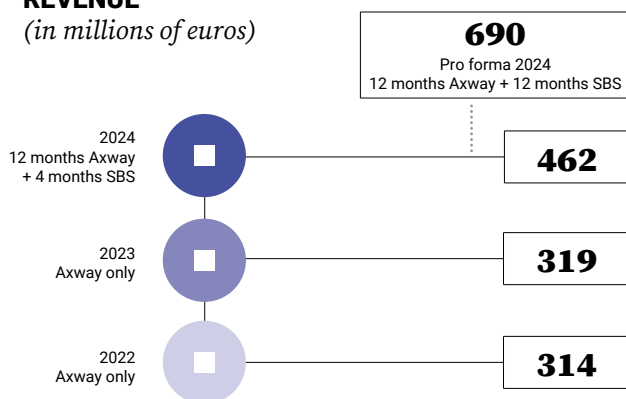 REVENUE
(in millions of euros)
690
Pro forma 2024
12 months Axway + 12 months SBS
2024
12 months Axway
+ 4 months SBS
462
2023
Axway only
319
2022
Axway only
314